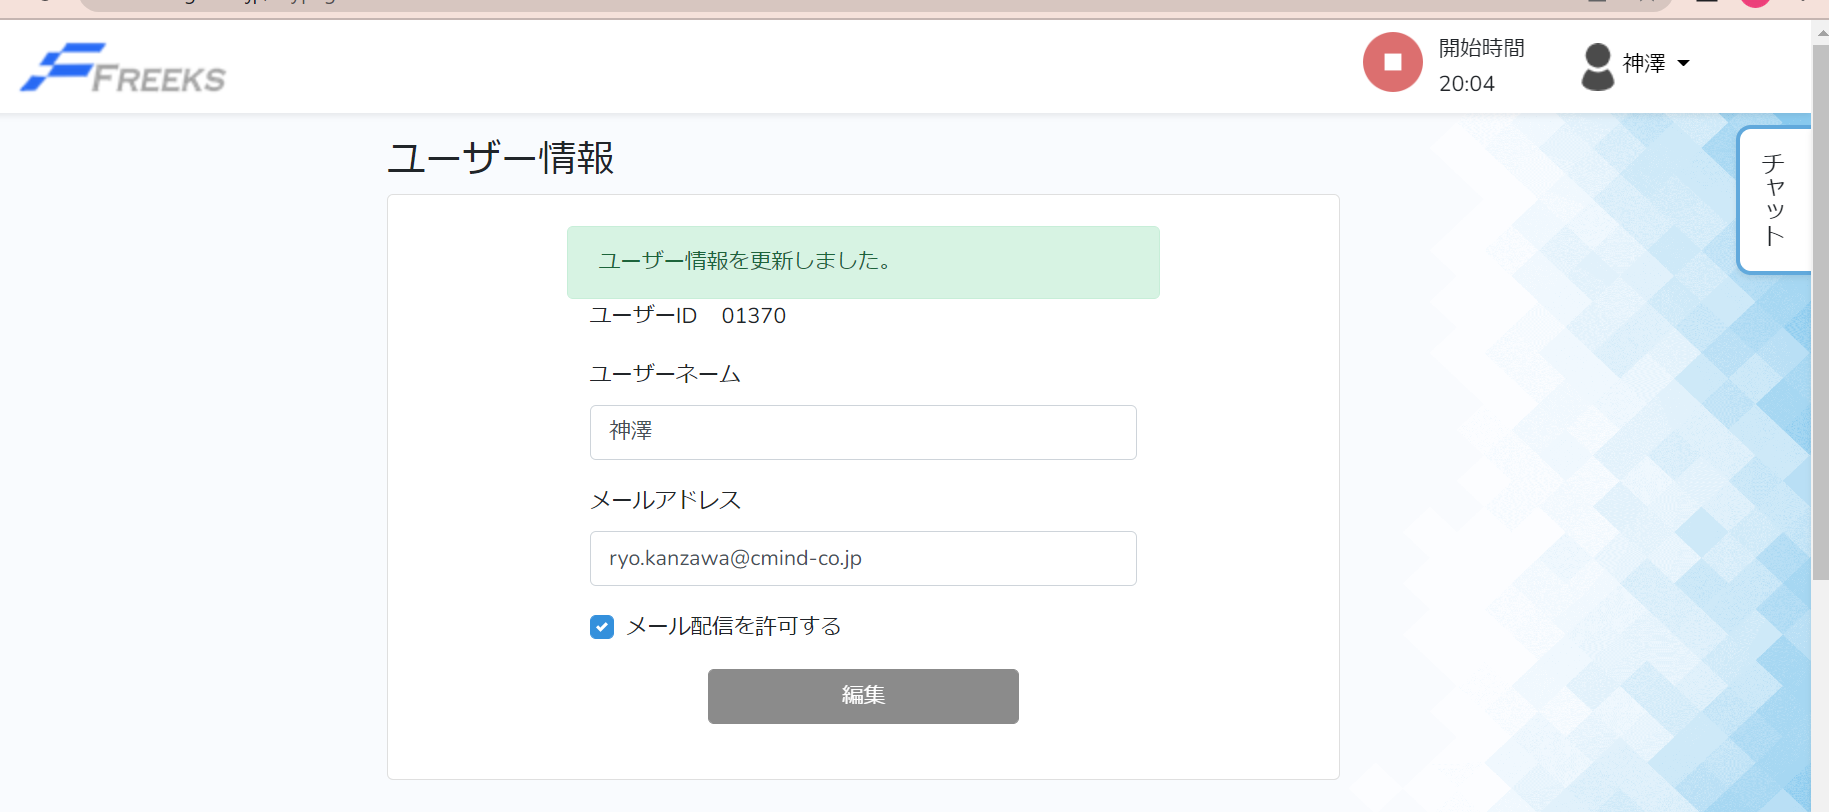 FREEKS
開始時間
20:04
神澤
チャット
ユーザー情報
ユーザー情報を更新しました。
ユーザーID 01370
ユーザーネーム
神澤
メールアドレス
ryo.kanzawa@cmind-co.jp
メール配信を許可する
編集